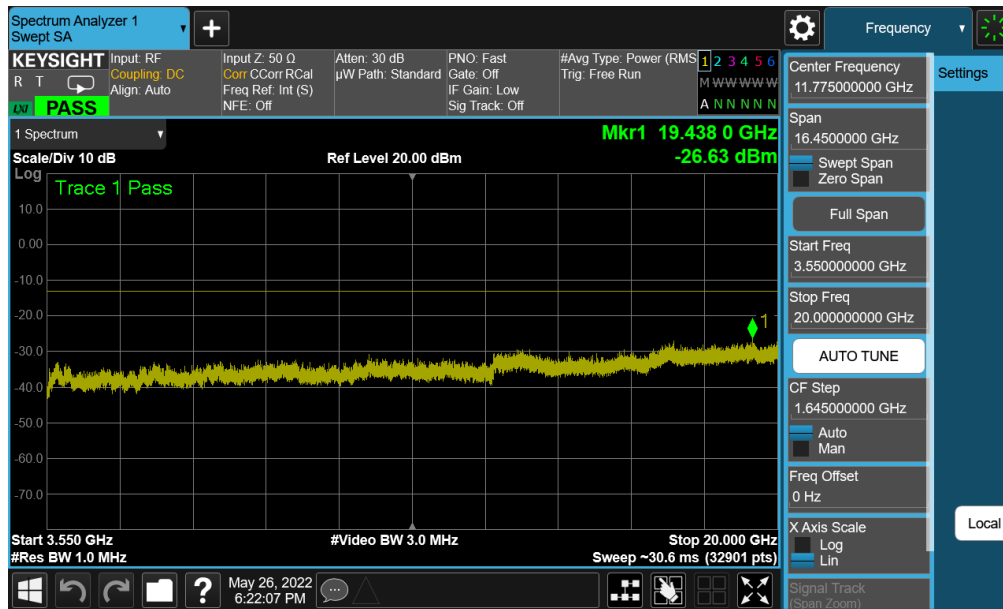 Spectrum Analyzer 1
Swept SA
+
Frequency
KEYSIGHT
R T
LXI PASS
Input: RF
Coupling: DC
Align: Auto
Input Z: 50 Ω
Corr CCorr RCal
Freq Ref: Int (S)
NFE: Off
Atten: 30 dB
µW Path: Standard
PNO: Fast
Gate: Off
IF Gain: Low
Sig Track: Off
#Avg Type: Power (RMS
Trig: Free Run
1 2 3 4 5 6
M W W W W W
A N N N N N
1 Spectrum
Scale/Div 10 dB
Ref Level 20.00 dBm
Mkr1 19.438 0 GHz
-26.63 dBm
Log
Trace 1 Pass
10.0
0.00
-10.0
-20.0
-30.0
-40.0
-50.0
-60.0
-70.0
1
Start 3.550 GHz
#Res BW 1.0 MHz
#Video BW 3.0 MHz
Stop 20.000 GHz
Sweep ~30.6 ms (32901 pts)
Center Frequency
11.775000000 GHz
Span
16.4500000 GHz
Swept Span
Zero Span
Full Span
Start Freq
3.550000000 GHz
Stop Freq
20.000000000 GHz
AUTO TUNE
CF Step
1.645000000 GHz
Auto
Man
Freq Offset
0 Hz
X Axis Scale
Log
Lin
Signal Track
(Span Zoom)
Settings
Local
?
May 26, 2022
6:22:07 PM